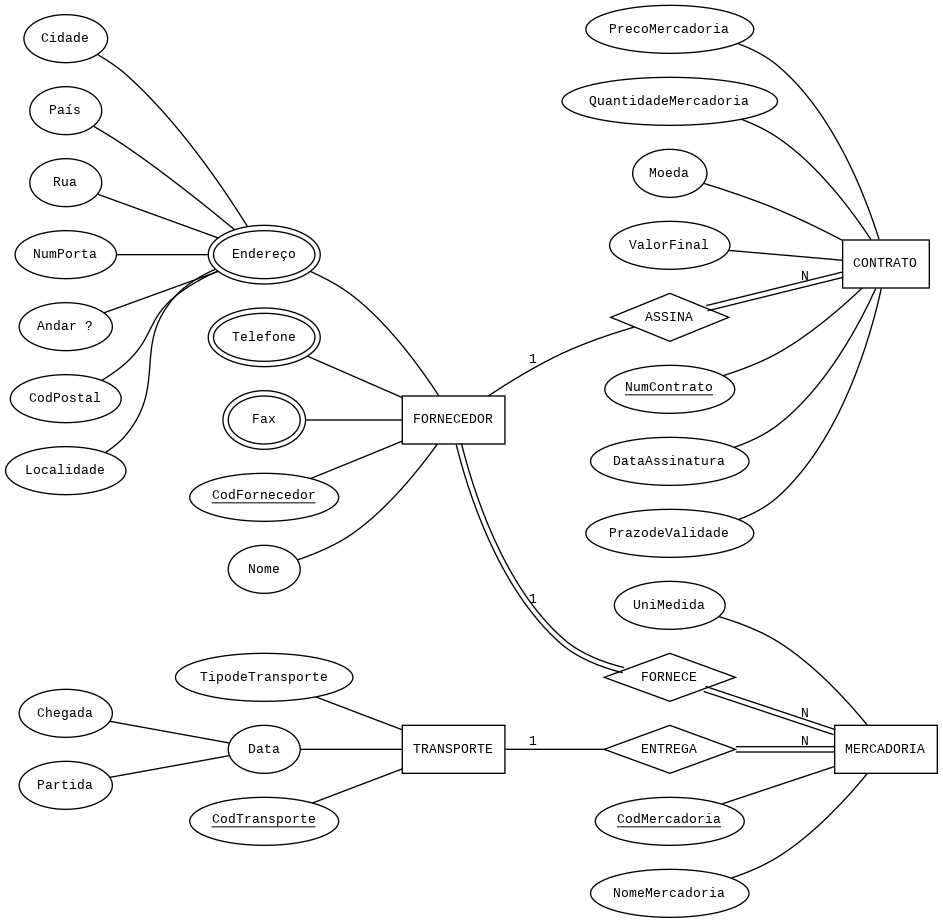 Cidade
País
Rua
NumPorta
Andar ?
CodPostal
Localidade
Endereço
Telefone
Fax
CodFornecedor
Nome
FORNECEDOR
1
ASSINA
N
CONTRATO
PrecoMercadoria
QuantidadeMercadoria
Moeda
ValorFinal
NumContrato
DataAssinatura
PrazodeValidade
1
FORNECE
N
UniMedida
Chegada
Partida
TipodeTransporte
Data
CodTransporte
TRANSPORTE
1
ENTREGA
N
MERCADORIA
CodMercadoria
NomeMercadoria